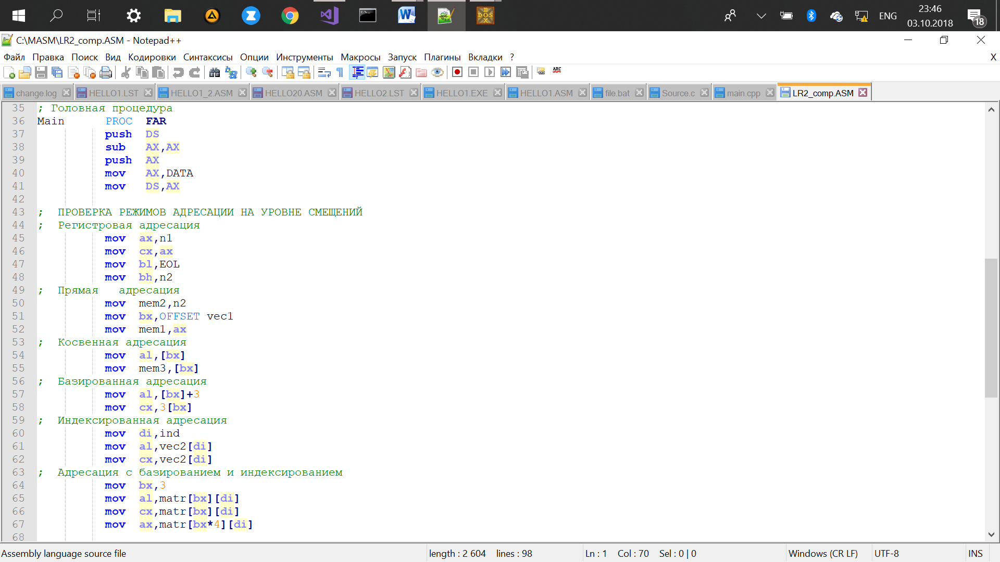 ENG
23:46
03.10.2018
18
C:\MASM\LR2_comp.ASM - Notepad++
Файл Правка Поиск Вид Кодировки Синтаксисы Опции Инструменты Макросы Запуск Плагины Вкладки ? X
change.log HELLO1.LST HELLO1_2.ASM HELLO20.ASM HELLO2.LST HELLO1.EXE HELLO1.ASM file.bat Source.c main.cpp LR2_comp.ASM
35 ; Головная процедура
36 Main PROC FAR
37 push DS
38 sub AX,AX
39 push AX
40 mov AX,DATA
41 mov DS,AX
42
43 ; ПРОВЕРКА РЕЖИМОВ АДРЕСАЦИИ НА УРОВНЕ СМЕЩЕНИЙ
44 ; Регистровая адресация
45 mov ax,n1
46 mov cx,ax
47 mov bl,EOL
48 mov bh,n2
49 ; Прямая адресация
50 mov mem2,n2
51 mov bx,OFFSET vec1
52 mov mem1,ax
53 ; Косвенная адресация
54 mov al,[bx]
55 mov mem3,[bx]
56 ; Базированная адресация
57 mov al,[bx]+3
58 mov cx,3[bx]
59 ; Индексированная адресация
60 mov di,ind
61 mov al,vec2[di]
62 mov cx,vec2[di]
63 ; Адресация с базированием и индексированием
64 mov bx,3
65 mov al,matr[bx][di]
66 mov cx,matr[bx][di]
67 mov ax,matr[bx*4][di]
68
Assembly language source file length : 2 604 lines : 98 Ln : 1 Col : 70 Sel : 0 | 0 Windows (CR LF) UTF-8 INS